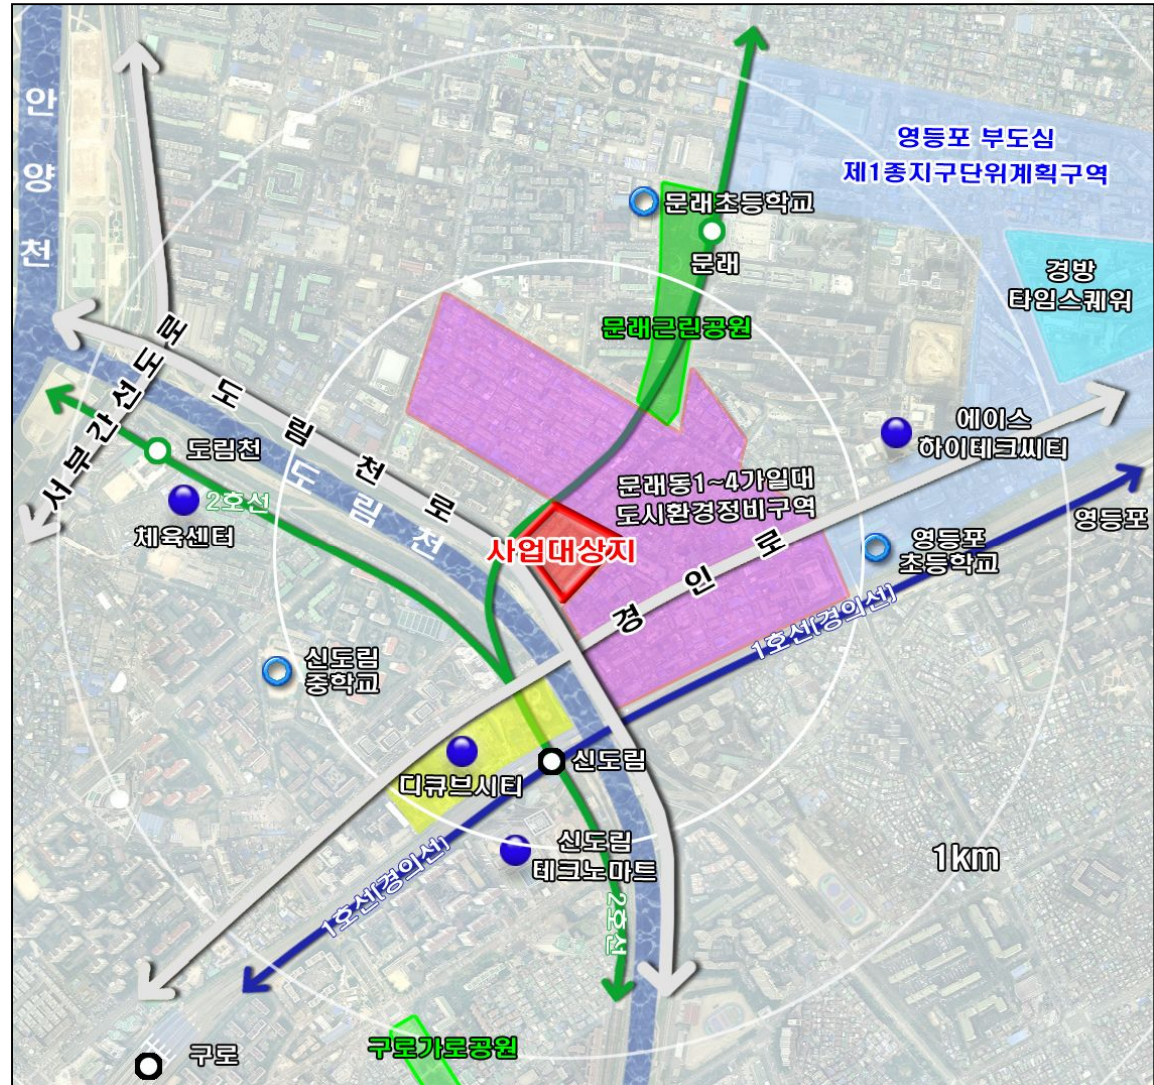 안양천
영등포 부도심
제1종지구단위계획구역
문래초등학교
문래
경방
타임스퀘워
문래근린공원
서부간선도로
도림천로
도림천
에이스
하이테크씨티
도림천
2호선
체육센터
문래동1~4가일대
도시환경정비구역
사업대상지
경인로
영등포
영등포
초등학교
1호선(경의선)
신도림
중학교
신도림
디큐브시티
신도림
테크노마트
1km
1호선(경의선)
2호선
구로가로공원
구로